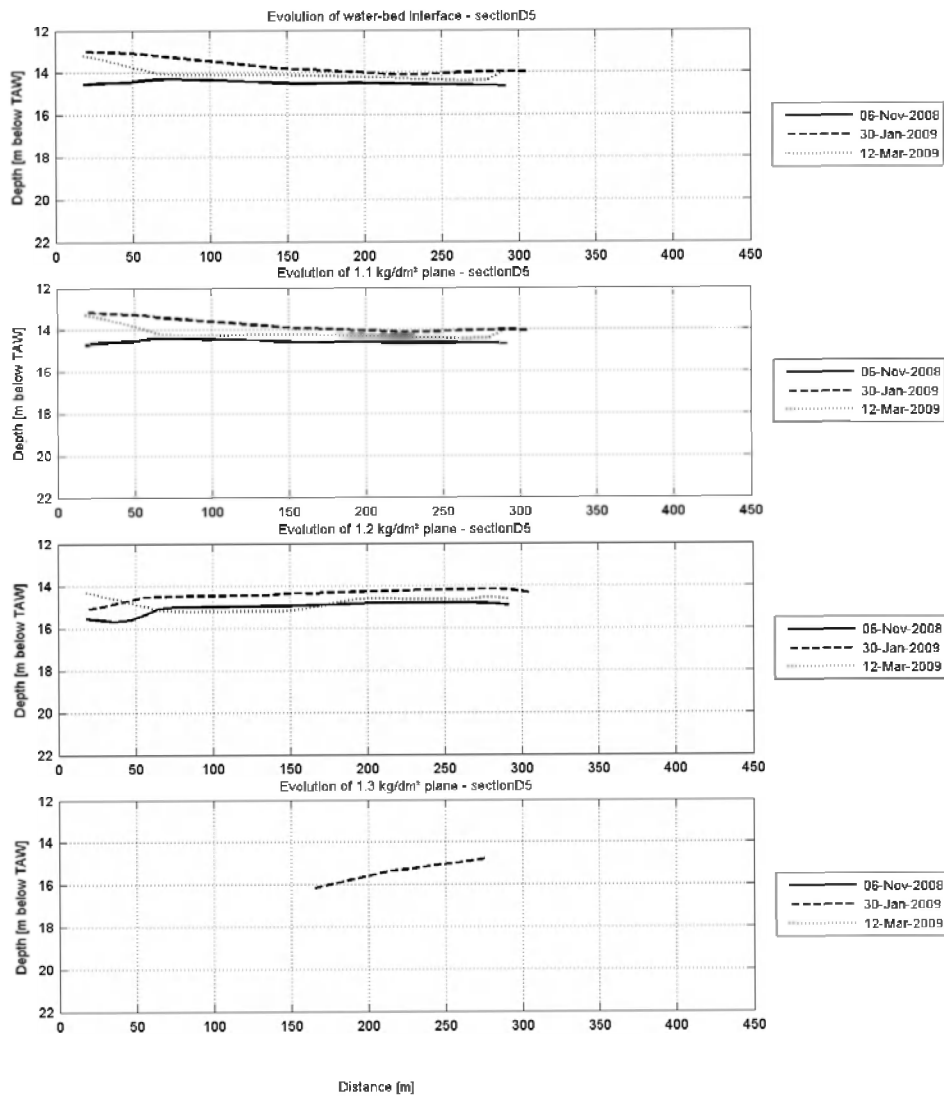 Evolution of water-bed interface - sectionD5
Depth [m below TAW]
12
14
16
18
20
22
0 50 100 150 200 250 300 350 400 450
06-Nov-2008
30-Jan-2009
12-Mar-2009
Evolution of 1.1 kg/dm³ plane - sectionD5
Depth [m below TAW]
12
14
16
18
20
22
0 50 100 150 200 250 300 350 400 450
06-Nov-2008
30-Jan-2009
12-Mar-2009
Evolution of 1.2 kg/dm³ plane - sectionD5
Depth [m below TAW]
12
14
16
18
20
22
0 50 100 150 200 250 300 350 400 450
06-Nov-2008
30-Jan-2009
12-Mar-2009
Evolution of 1.3 kg/dm³ plane - sectionD5
Depth [m below TAW]
12
14
16
18
20
22
0 50 100 150 200 250 300 350 400 450
06-Nov-2008
30-Jan-2009
12-Mar-2009
Distance [m]